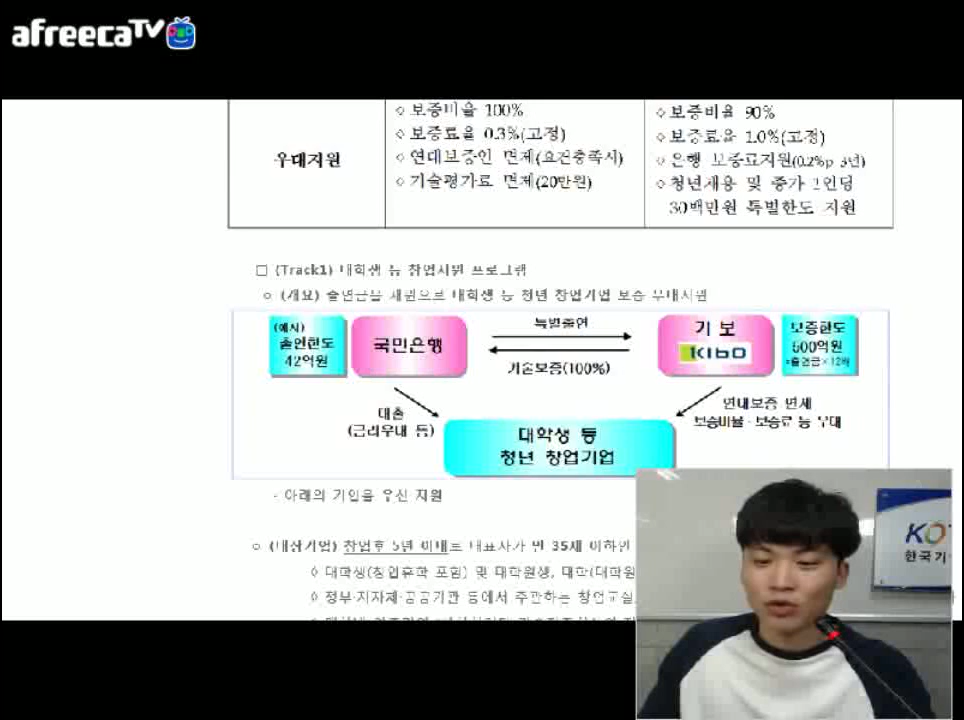 afreecaTV
우대지원
◇ 보증비율 100%
◇ 보증료율 0.3%(고정)
◇ 연대보증인 면제(요건충족시)
◇ 기술평가료 면제(20만원)
◇ 보증비율 90%
◇ 보증료율 1.0%(고정)
◇ 은행 보증료지원(0.2%p 3년)
◇ 청년채용 및 증가 1인당
30백만원 특별한도 지원
□ (Track1) 대학생 등 창업지원 프로그램
○ (개요) 출연금을 재원으로 대학생 등 청년 창업기업 보증 우대지원
(예시)
출연한도
42억원
국민은행
특별출연
기술보증(100%)
기 보
KIBO
보증한도
500억원
*출연금×12배
대출
(금리우대 등)
연대보증 면제
보증비율·보증료 등 우대
대학생 등
청년 창업기업
- 아래의 기업을 우선 지원
○ (대상기업) 창업후 5년 이내로 대표자가 만 35세 이하인
◇ 대학생(창업휴학 포함) 및 대학원생, 대학(대학원
◇ 정부·지자체·공공기관 등에서 주관하는 창업교실
KO
한국기